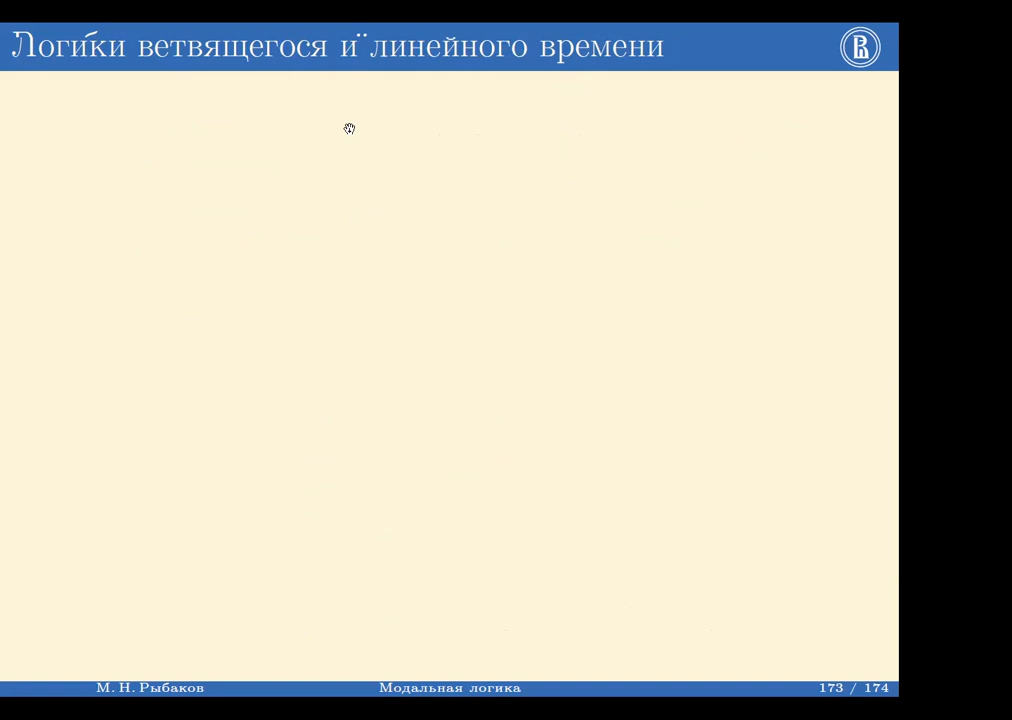 Логики ветвящегося и линейного времени
М. Н. Рыбаков
Модальная логика
173 / 174